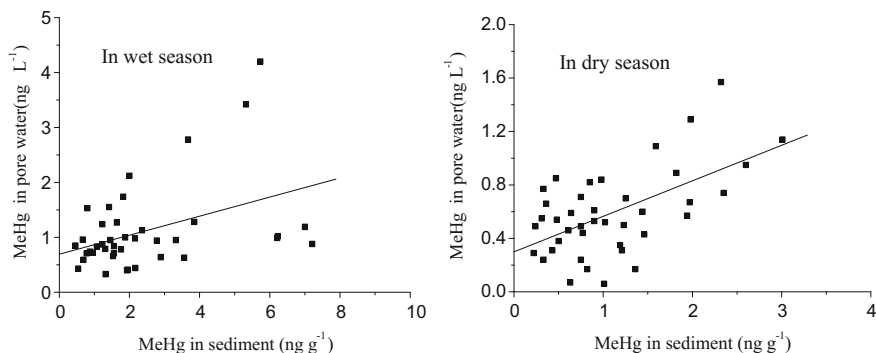 In wet season
MeHg in pore water(ng L-1)
5
4
3
2
1
0
0 2 4 6 8 10
MeHg in sediment (ng g-1)
In dry season
MeHg in pore water(ng L-1)
2.0
1.6
1.2
0.8
0.4
0.0
0 1 2 3 4
MeHg in sediment (ng g-1)